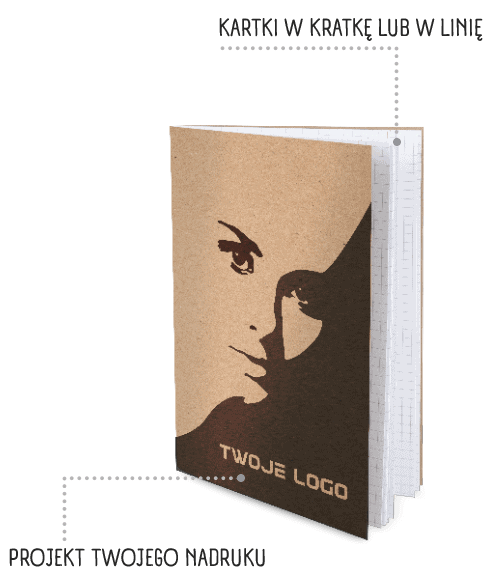 KARTKI W KRATKĘ LUB W LINIĘ
TWOJE LOGO
PROJEKT TWOJEGO NADRUKU